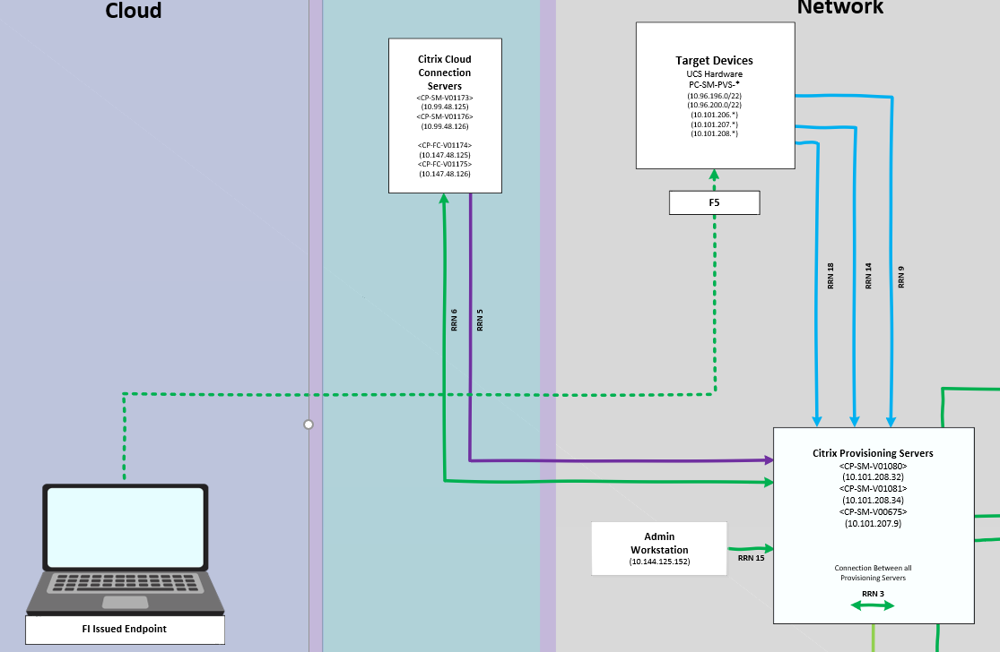 Cloud
Network
Citrix Cloud
Connection
Servers
<CP-SM-V01173>
(10.99.48.125)
<CP-SM-V01176>
(10.99.48.126)
<CP-FC-V01174>
(10.147.48.125)
<CP-FC-V01175>
(10.147.48.126)
Target Devices
UCS Hardware
PC-SM-PVS-*
(10.96.196.0/22)
(10.96.200.0/22)
(10.101.206.*)
(10.101.207.*)
(10.101.208.*)
F5
RRN 18
RRN 14
RRN 9
RRN 6
RRN 5
Citrix Provisioning Servers
<CP-SM-V01080>
(10.101.208.32)
<CP-SM-V01081>
(10.101.208.34)
<CP-SM-V00675>
(10.101.207.9)
Connection Between all
Provisioning Servers
RRN 3
Admin
Workstation
(10.144.125.152)
RRN 15
FI Issued Endpoint